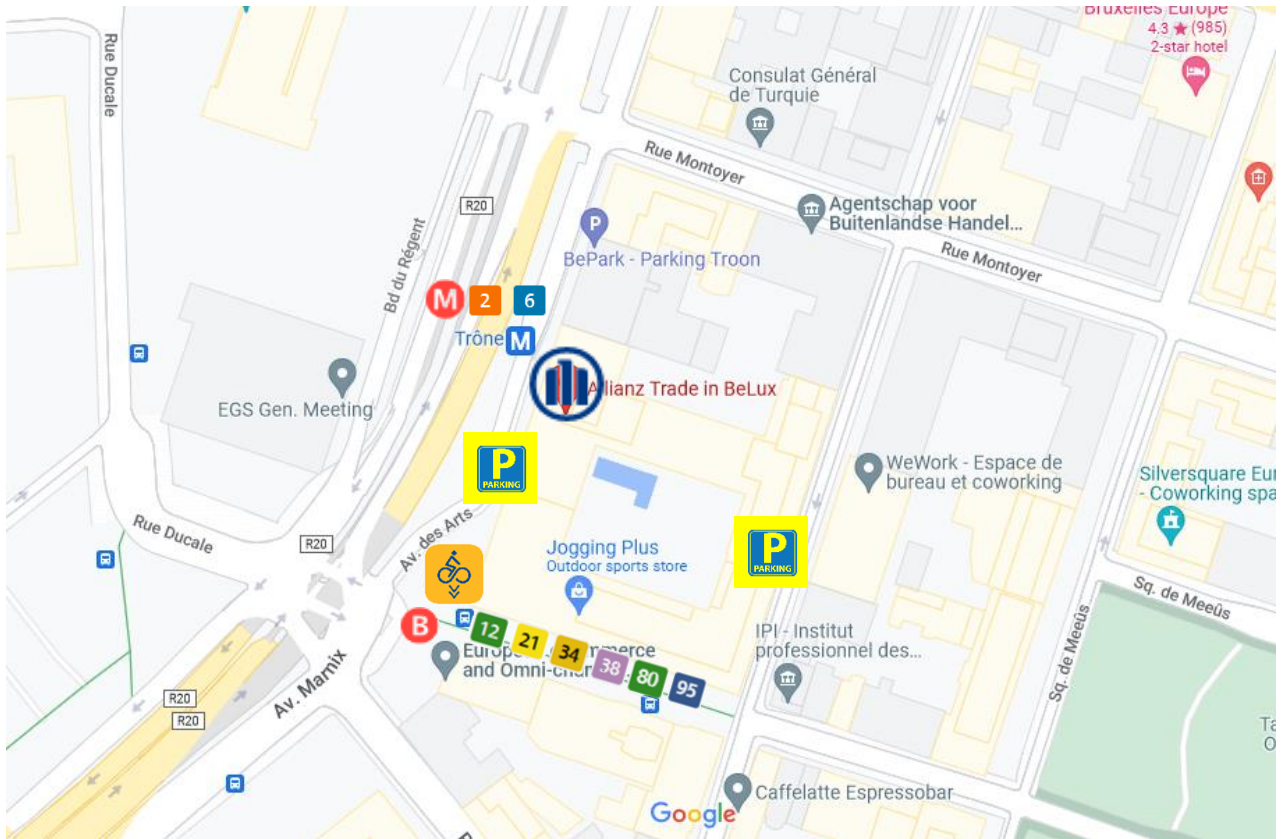 Bruxelles Europe
4.3 ★ (985)
2-star hotel
Rue Ducale
Consulat Général
de Turquie
Rue Montoyer
R20
Agentschap voor
Buitenlandse Handel...
P
BePark - Parking Troon
Rue Montoyer
Bd du Régent
M 2 6
Trône M
Allianz Trade in BeLux
EGS Gen. Meeting
P
PARKING
WeWork - Espace de
bureau et coworking
Silversquare Eur
- Coworking spa
Rue Ducale
R20
Av. des Arts
Jogging Plus
Outdoor sports store
P
PARKING
Sq. de Meeûs
B
12 21 34 38 80 95
and Omni-
IPI - Institut
professionnel des...
Sq. de Meeûs
Av. Marnix
R20
R20
Caffelatte Espressobar
Google